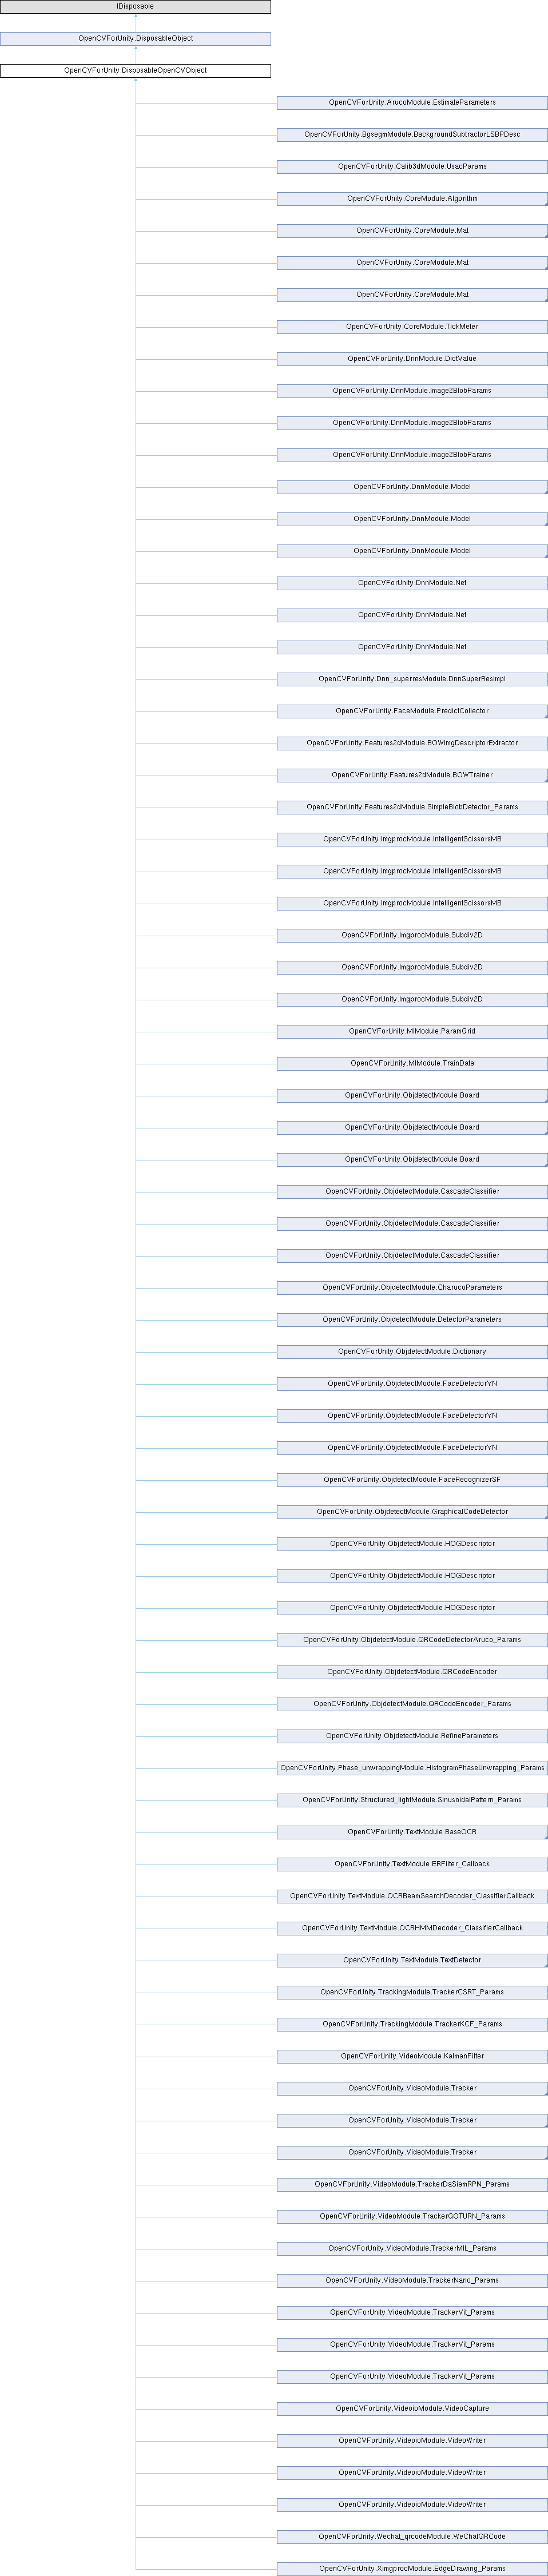 IDisposable
OpenCVForUnity.DisposableObject
OpenCVForUnity.DisposableOpenCVObject
OpenCVForUnity.ArucoModule.EstimateParameters
OpenCVForUnity.BgsegmModule.BackgroundSubtractorLSBPDesc
OpenCVForUnity.Calib3dModule.UsacParams
OpenCVForUnity.CoreModule.Algorithm
OpenCVForUnity.CoreModule.Mat
OpenCVForUnity.CoreModule.Mat
OpenCVForUnity.CoreModule.Mat
OpenCVForUnity.CoreModule.TickMeter
OpenCVForUnity.DnnModule.DictValue
OpenCVForUnity.DnnModule.Image2BlobParams
OpenCVForUnity.DnnModule.Image2BlobParams
OpenCVForUnity.DnnModule.Image2BlobParams
OpenCVForUnity.DnnModule.Model
OpenCVForUnity.DnnModule.Model
OpenCVForUnity.DnnModule.Model
OpenCVForUnity.DnnModule.Net
OpenCVForUnity.DnnModule.Net
OpenCVForUnity.DnnModule.Net
OpenCVForUnity.Dnn_superresModule.DnnSuperResImpl
OpenCVForUnity.FaceModule.PredictCollector
OpenCVForUnity.Features2dModule.BOWImgDescriptorExtractor
OpenCVForUnity.Features2dModule.BOWTrainer
OpenCVForUnity.Features2dModule.SimpleBlobDetector_Params
OpenCVForUnity.ImgprocModule.IntelligentScissorsMB
OpenCVForUnity.ImgprocModule.IntelligentScissorsMB
OpenCVForUnity.ImgprocModule.IntelligentScissorsMB
OpenCVForUnity.ImgprocModule.Subdiv2D
OpenCVForUnity.ImgprocModule.Subdiv2D
OpenCVForUnity.ImgprocModule.Subdiv2D
OpenCVForUnity.MlModule.ParamGrid
OpenCVForUnity.MlModule.TrainData
OpenCVForUnity.ObjdetectModule.Board
OpenCVForUnity.ObjdetectModule.Board
OpenCVForUnity.ObjdetectModule.Board
OpenCVForUnity.ObjdetectModule.CascadeClassifier
OpenCVForUnity.ObjdetectModule.CascadeClassifier
OpenCVForUnity.ObjdetectModule.CascadeClassifier
OpenCVForUnity.ObjdetectModule.CharucoParameters
OpenCVForUnity.ObjdetectModule.DetectorParameters
OpenCVForUnity.ObjdetectModule.Dictionary
OpenCVForUnity.ObjdetectModule.FaceDetectorYN
OpenCVForUnity.ObjdetectModule.FaceDetectorYN
OpenCVForUnity.ObjdetectModule.FaceDetectorYN
OpenCVForUnity.ObjdetectModule.FaceRecognizerSF
OpenCVForUnity.ObjdetectModule.GraphicalCodeDetector
OpenCVForUnity.ObjdetectModule.HOGDescriptor
OpenCVForUnity.ObjdetectModule.HOGDescriptor
OpenCVForUnity.ObjdetectModule.HOGDescriptor
OpenCVForUnity.ObjdetectModule.QRCodeDetectorAruco_Params
OpenCVForUnity.ObjdetectModule.QRCodeEncoder
OpenCVForUnity.ObjdetectModule.QRCodeEncoder_Params
OpenCVForUnity.ObjdetectModule.RefineParameters
OpenCVForUnity.Phase_unwrappingModule.HistogramPhaseUnwrapping_Params
OpenCVForUnity.Structured_lightModule.SinusoidalPattern_Params
OpenCVForUnity.TextModule.BaseOCR
OpenCVForUnity.TextModule.ERFilter_Callback
OpenCVForUnity.TextModule.OCRBeamSearchDecoder_ClassifierCallback
OpenCVForUnity.TextModule.OCRHMMDecoder_ClassifierCallback
OpenCVForUnity.TextModule.TextDetector
OpenCVForUnity.TrackingModule.TrackerCSRT_Params
OpenCVForUnity.TrackingModule.TrackerKCF_Params
OpenCVForUnity.VideoModule.KalmanFilter
OpenCVForUnity.VideoModule.Tracker
OpenCVForUnity.VideoModule.Tracker
OpenCVForUnity.VideoModule.Tracker
OpenCVForUnity.VideoModule.TrackerDaSiamRPN_Params
OpenCVForUnity.VideoModule.TrackerGOTURN_Params
OpenCVForUnity.VideoModule.TrackerMIL_Params
OpenCVForUnity.VideoModule.TrackerNano_Params
OpenCVForUnity.VideoModule.TrackerVit_Params
OpenCVForUnity.VideoModule.TrackerVit_Params
OpenCVForUnity.VideoModule.TrackerVit_Params
OpenCVForUnity.VideoioModule.VideoCapture
OpenCVForUnity.VideoioModule.VideoWriter
OpenCVForUnity.VideoioModule.VideoWriter
OpenCVForUnity.VideoioModule.VideoWriter
OpenCVForUnity.Wechat_qrcodeModule.WeChatQRCode
OpenCVForUnity.XimgprocModule.EdgeDrawing_Params